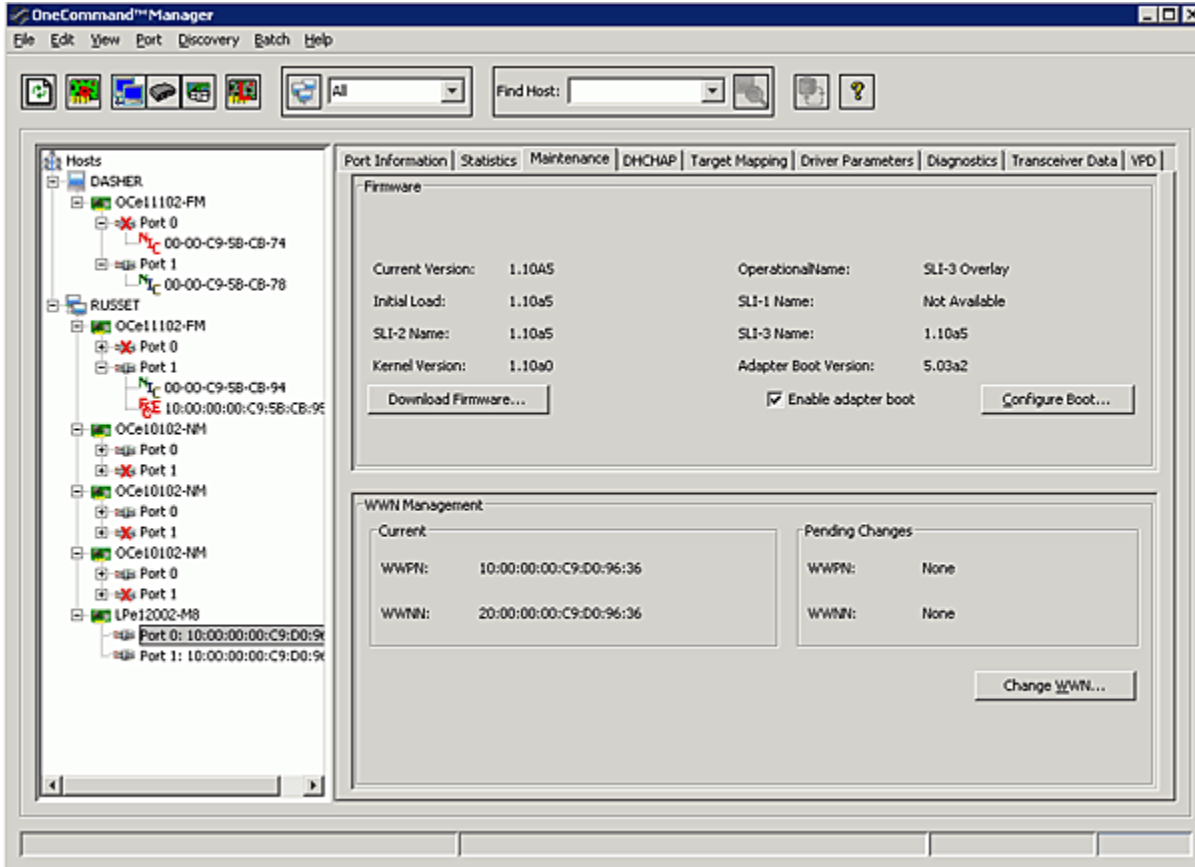 OneCommand™Manager
File Edit View Port Discovery Batch Help
All
Find Host:
Hosts
DASHER
OCe11102-FM
Port 0
NIC 00-00-C9-5B-CB-74
Port 1
NIC 00-00-C9-5B-CB-78
RUSSET
OCe11102-FM
Port 0
Port 1
NIC 00-00-C9-5B-CB-94
10:00:00:00:C9:5B:CB:95
OCe10102-NM
Port 0
Port 1
OCe10102-NM
Port 0
Port 1
OCe10102-NM
Port 0
Port 1
LPe12002-M8
Port 0: 10:00:00:00:C9:D0:96
Port 1: 10:00:00:00:C9:D0:96
Port Information Statistics Maintenance DHCHAP Target Mapping Driver Parameters Diagnostics Transceiver Data VPD
Firmware
Current Version: 1.10A5 OperationalName: SLI-3 Overlay
Initial Load: 1.10a5 SLI-1 Name: Not Available
SLI-2 Name: 1.10a5 SLI-3 Name: 1.10a5
Kernel Version: 1.10a0 Adapter Boot Version: 5.03a2
Download Firmware... Enable adapter boot Configure Boot...
WWN Management
Current
WWPN: 10:00:00:00:C9:D0:96:36
WWNN: 20:00:00:00:C9:D0:96:36
Pending Changes
WWPN: None
WWNN: None
Change WWN...